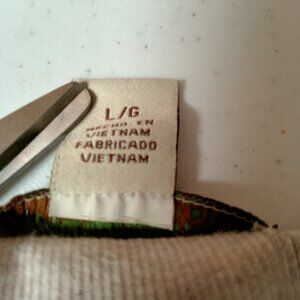 L/G
HECHO EN
VIETNAM
FABRICADO
VIETNAM